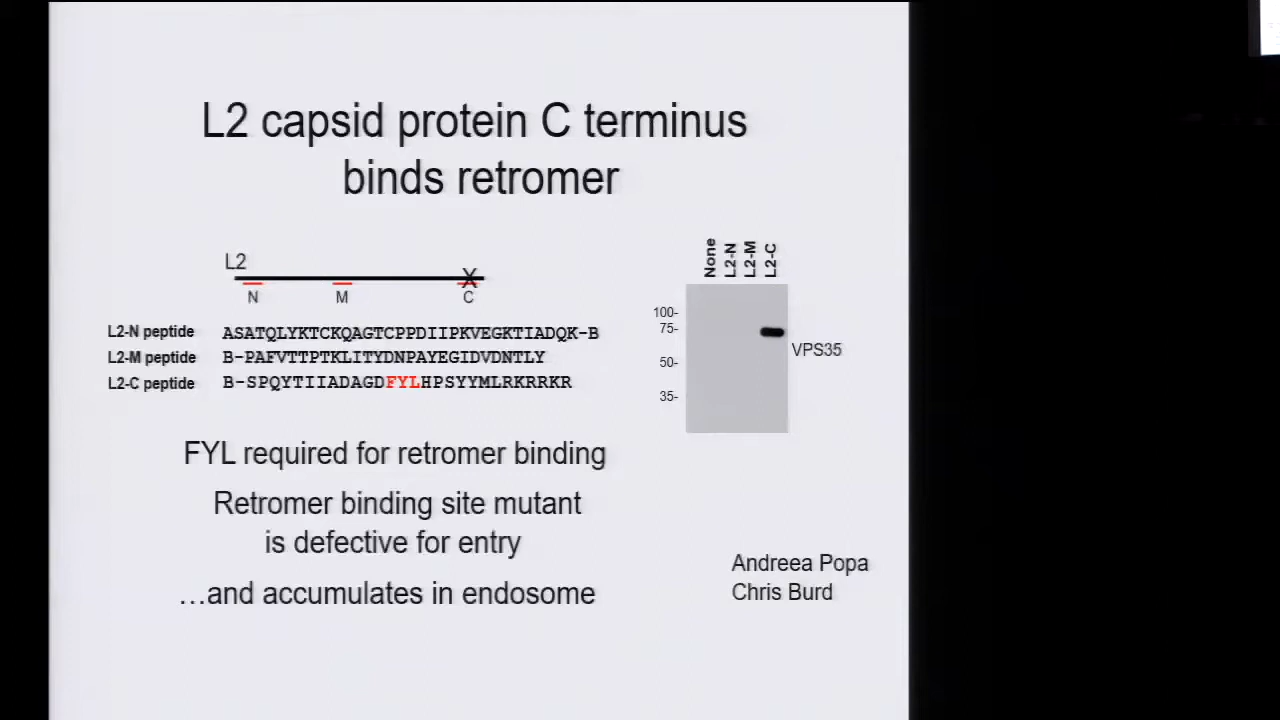 L2 capsid protein C terminus
binds retromer
L2
X
N M C
L2-N peptide ASATQLYKTCKQAGTCPPDIIPKVEGKTIADQK-B
L2-M peptide B-PAFVTTPTKLITYDNPAYEGIDVDNTLY
L2-C peptide B-SPQYTIIADAGDFYLHPSYYMLRKRRKR
None L2-N L2-M L2-C
100-
75-
VPS35
50-
35-
FYL required for retromer binding
Retromer binding site mutant
is defective for entry
...and accumulates in endosome
Andreea Popa
Chris Burd